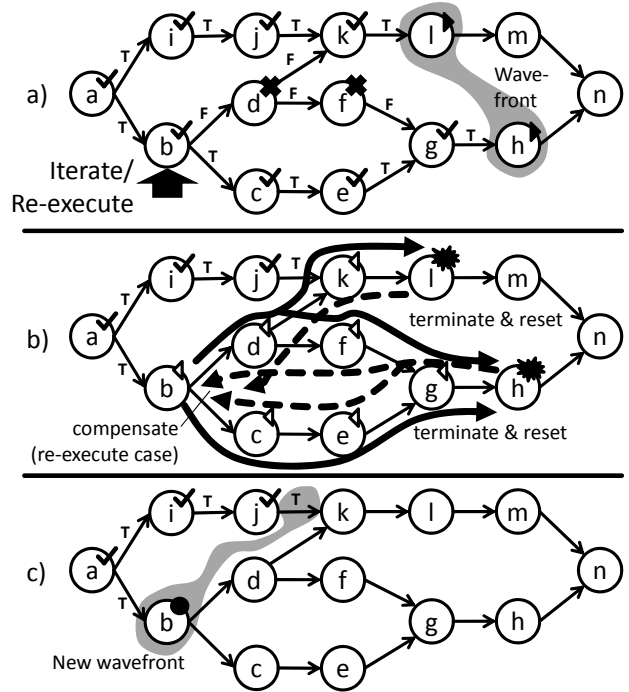 i T j T k T l m
T F
a) a d F f Wave-
front n
T b F F g T h
T
Iterate/
Re-execute c T e T
b) i T j T k l m
T
a d f terminate & reset n
T
b g h
compensate
(re-execute case) c e terminate & reset
c) i T j T k l m
T
a d f n
T
b g h
New wavefront c e